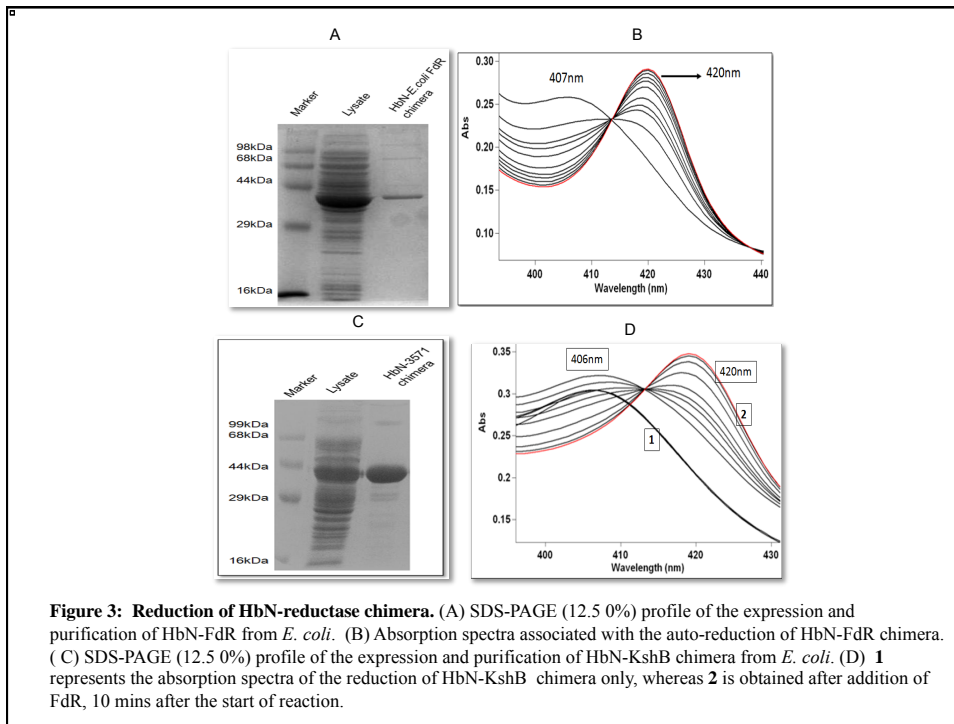 A
B
Marker
Lysate
HbN-E.coli FdR
chimera
98kDa
68kDa
44kDa
29kDa
16kDa
0.30
0.25
0.20
0.15
0.10
Abs
407nm
420nm
400
410
420
430
440
Wavelength (nm)
C
D
Marker
Lysate
HbN-3571
chimera
99kDa
68kDa
44kDa
29kDa
16kDa
0.35
0.3
0.25
0.2
0.15
Abs
406nm
420nm
1
2
400
410
420
430
Wavelength (nm)
Figure 3: Reduction of HbN-reductase chimera. (A) SDS-PAGE (12.5 0%) profile of the expression and
purification of HbN-FdR from E. coli. (B) Absorption spectra associated with the auto-reduction of HbN-FdR chimera.
( C) SDS-PAGE (12.5 0%) profile of the expression and purification of HbN-KshB chimera from E. coli. (D) 1
represents the absorption spectra of the reduction of HbN-KshB chimera only, whereas 2 is obtained after addition of
FdR, 10 mins after the start of reaction.